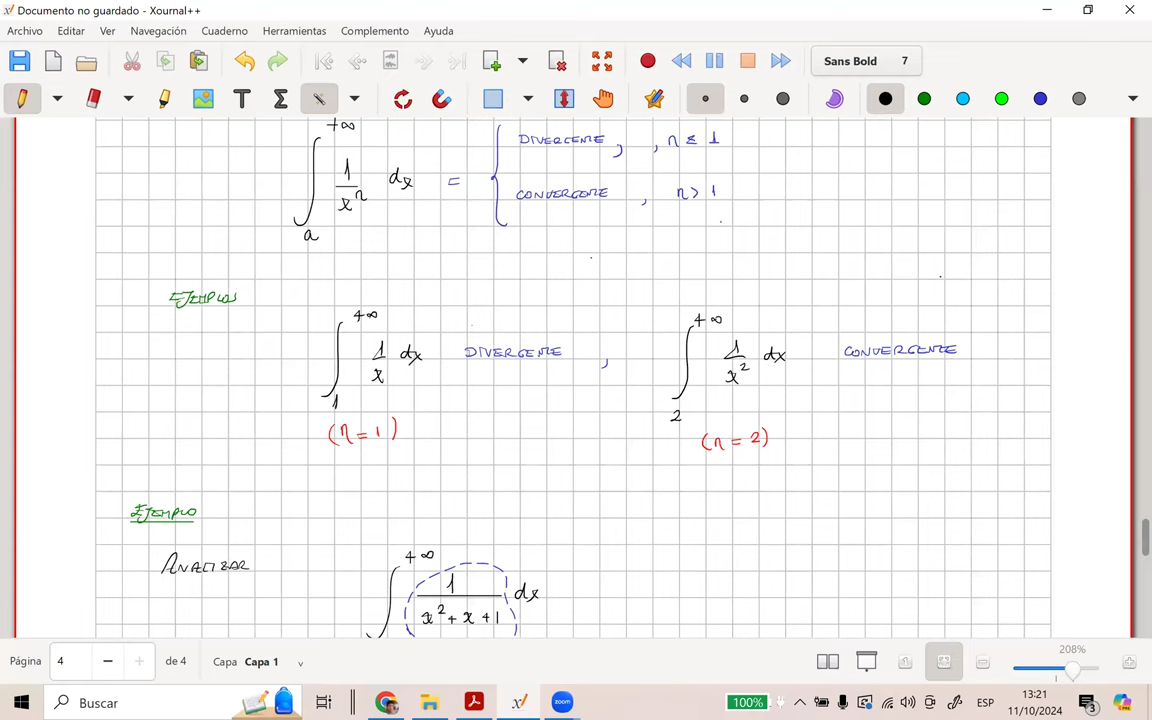 Documento no guardado - Xournal++
Archivo Editar Ver Navegación Cuaderno Herramientas Complemento Ayuda
Sans Bold 7
+∞
∫ 1/x^n dx = { DIVERGENTE, , n ≤ 1
CONVERGENTE , n > 1
a
EJEMPLOS
+∞ +∞
∫ 1/x dx DIVERGENTE , ∫ 1/x² dx CONVERGENTE
1 2
(n = 1) (n = 2)
EJEMPLO
ANALIZAR
+∞
∫ 1/(x² + x + 1) dx
Página 4 de 4 Capa Capa 1 208%
Buscar 100% ESP 13:21
11/10/2024 3
zoom